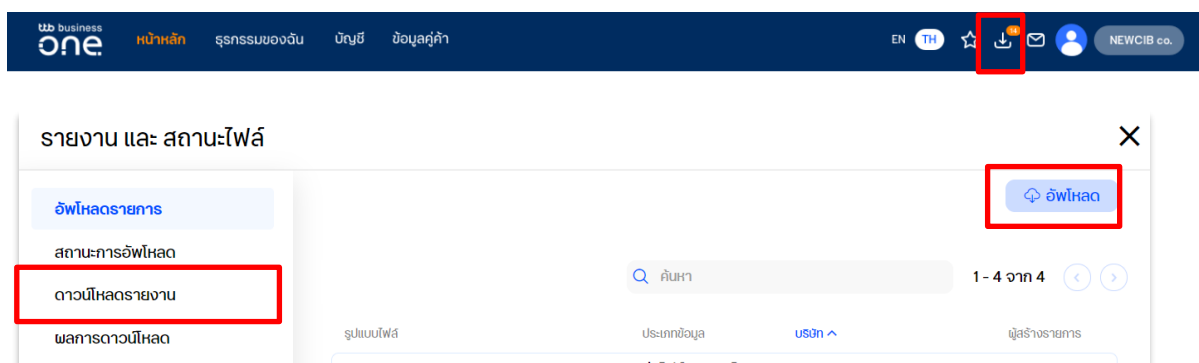 ttb business
one
หน้าหลัก ธุรกรรมของฉัน บัญชี ข้อมูลคู่ค้า EN TH 14 NEWCIB co.
รายงาน และ สถานะไฟล์
อัพโหลด
อัพโหลดรายการ
สถานะการอัพโหลด
ค้นหา 1 - 4 จาก 4
ดาวน์โหลดรายงาน
ผลการดาวน์โหลด
รูปแบบไฟล์ ประเภทข้อมูล บริษัท ผู้สร้างรายการ